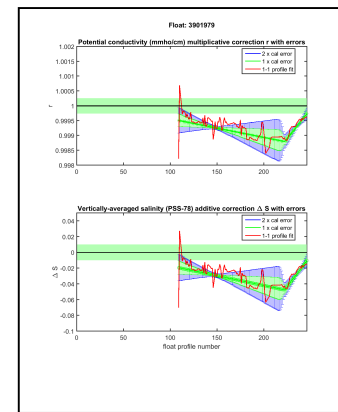 Float: 3901979
Potential conductivity (mmho/cm) multiplicative correction r with errors
1.002
1.0015
1.001
1.0005
1
0.9995
0.999
0.9985
0.998
r
2 x cal error
1 x cal error
1-1 profile fit
0
50
100
150
200
Vertically-averaged salinity (PSS-78) additive correction Δ S with errors
0.04
0.02
0
-0.02
-0.04
-0.06
-0.08
-0.1
Δ S
2 x cal error
1 x cal error
1-1 profile fit
0
50
100
150
200
float profile number